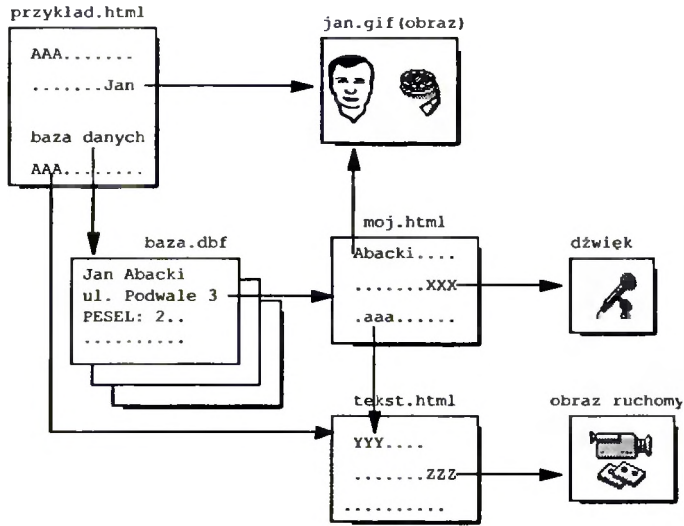 przykład.html
AAA.......
.......Jan
baza danych
AAA........
jan.gif(obraz)
baza.dbf
Jan Abacki
ul. Podwale 3
PESEL: 2..
..........
moj.html
Abacki....
.......XXX
.aaa......
dźwięk
tekst.html
YYY....
.......ZZZ
..........
obraz ruchomy